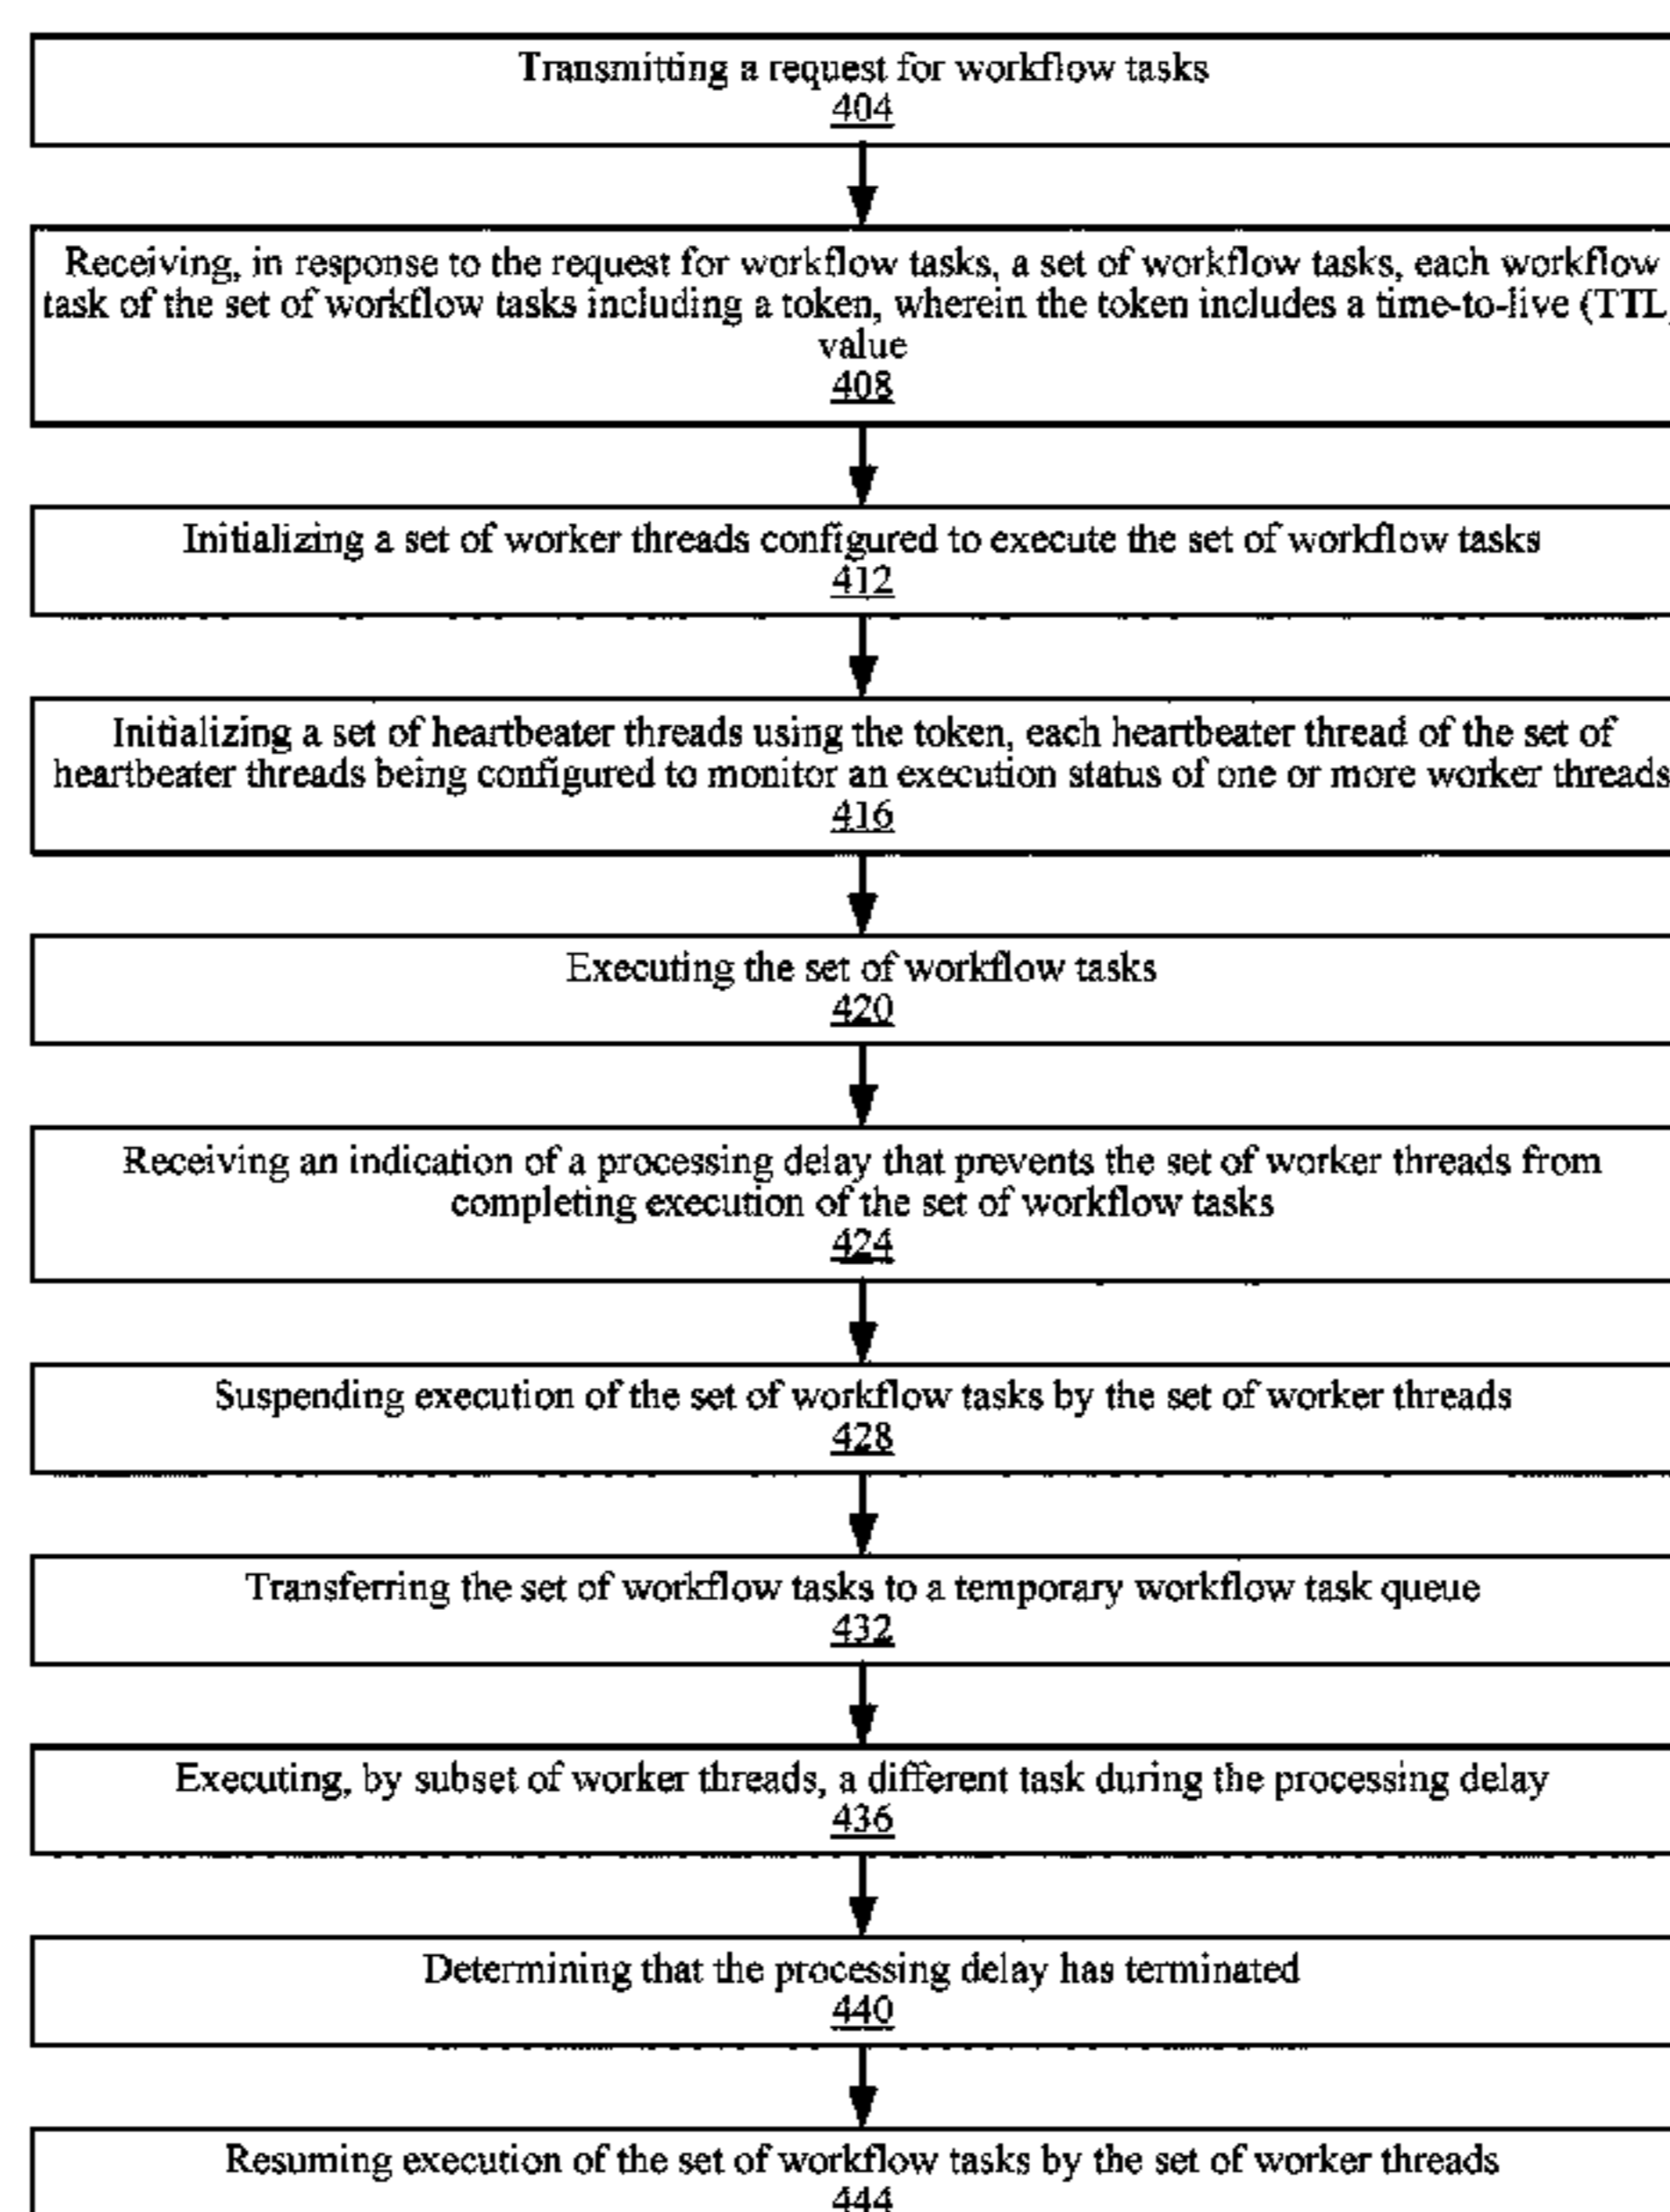 Transmitting a request for workflow tasks
404
Receiving, in response to the request for workflow tasks, a set of workflow tasks, each workflow
task of the set of workflow tasks including a token, wherein the token includes a time-to-live (TTL)
value
408
Initializing a set of worker threads configured to execute the set of workflow tasks
412
Initializing a set of heartbeater threads using the token, each heartbeater thread of the set of
heartbeater threads being configured to monitor an execution status of one or more worker threads
416
Executing the set of workflow tasks
420
Receiving an indication of a processing delay that prevents the set of worker threads from
completing execution of the set of workflow tasks
424
Suspending execution of the set of workflow tasks by the set of worker threads
428
Transferring the set of workflow tasks to a temporary workflow task queue
432
Executing, by subset of worker threads, a different task during the processing delay
436
Determining that the processing delay has terminated
440
Resuming execution of the set of workflow tasks by the set of worker threads
444